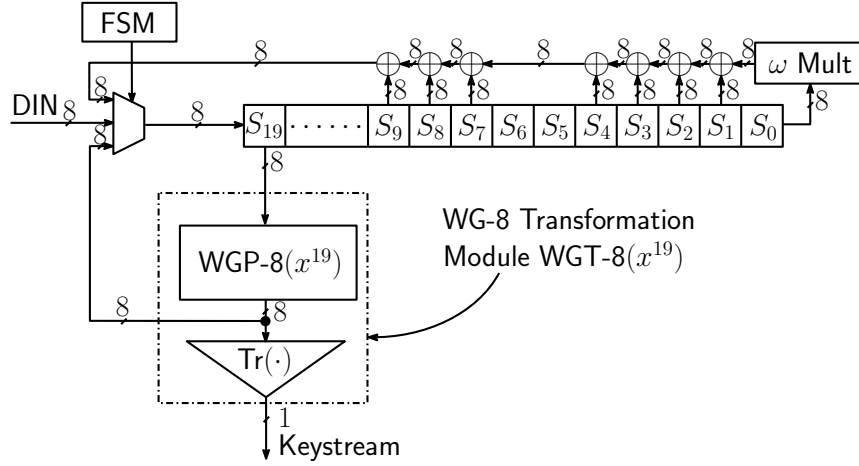 FSM
8 8 8 8 8 8 8 8
ω Mult
8 8 8 8 8 8 8 8
DIN 8 8
8
S₁₉ ······ S₉ S₈ S₇ S₆ S₅ S₄ S₃ S₂ S₁ S₀
8
WG-8 Transformation
Module WGT-8(x¹⁹)
WGP-8(x¹⁹)
8 8
Tr(·)
1
Keystream